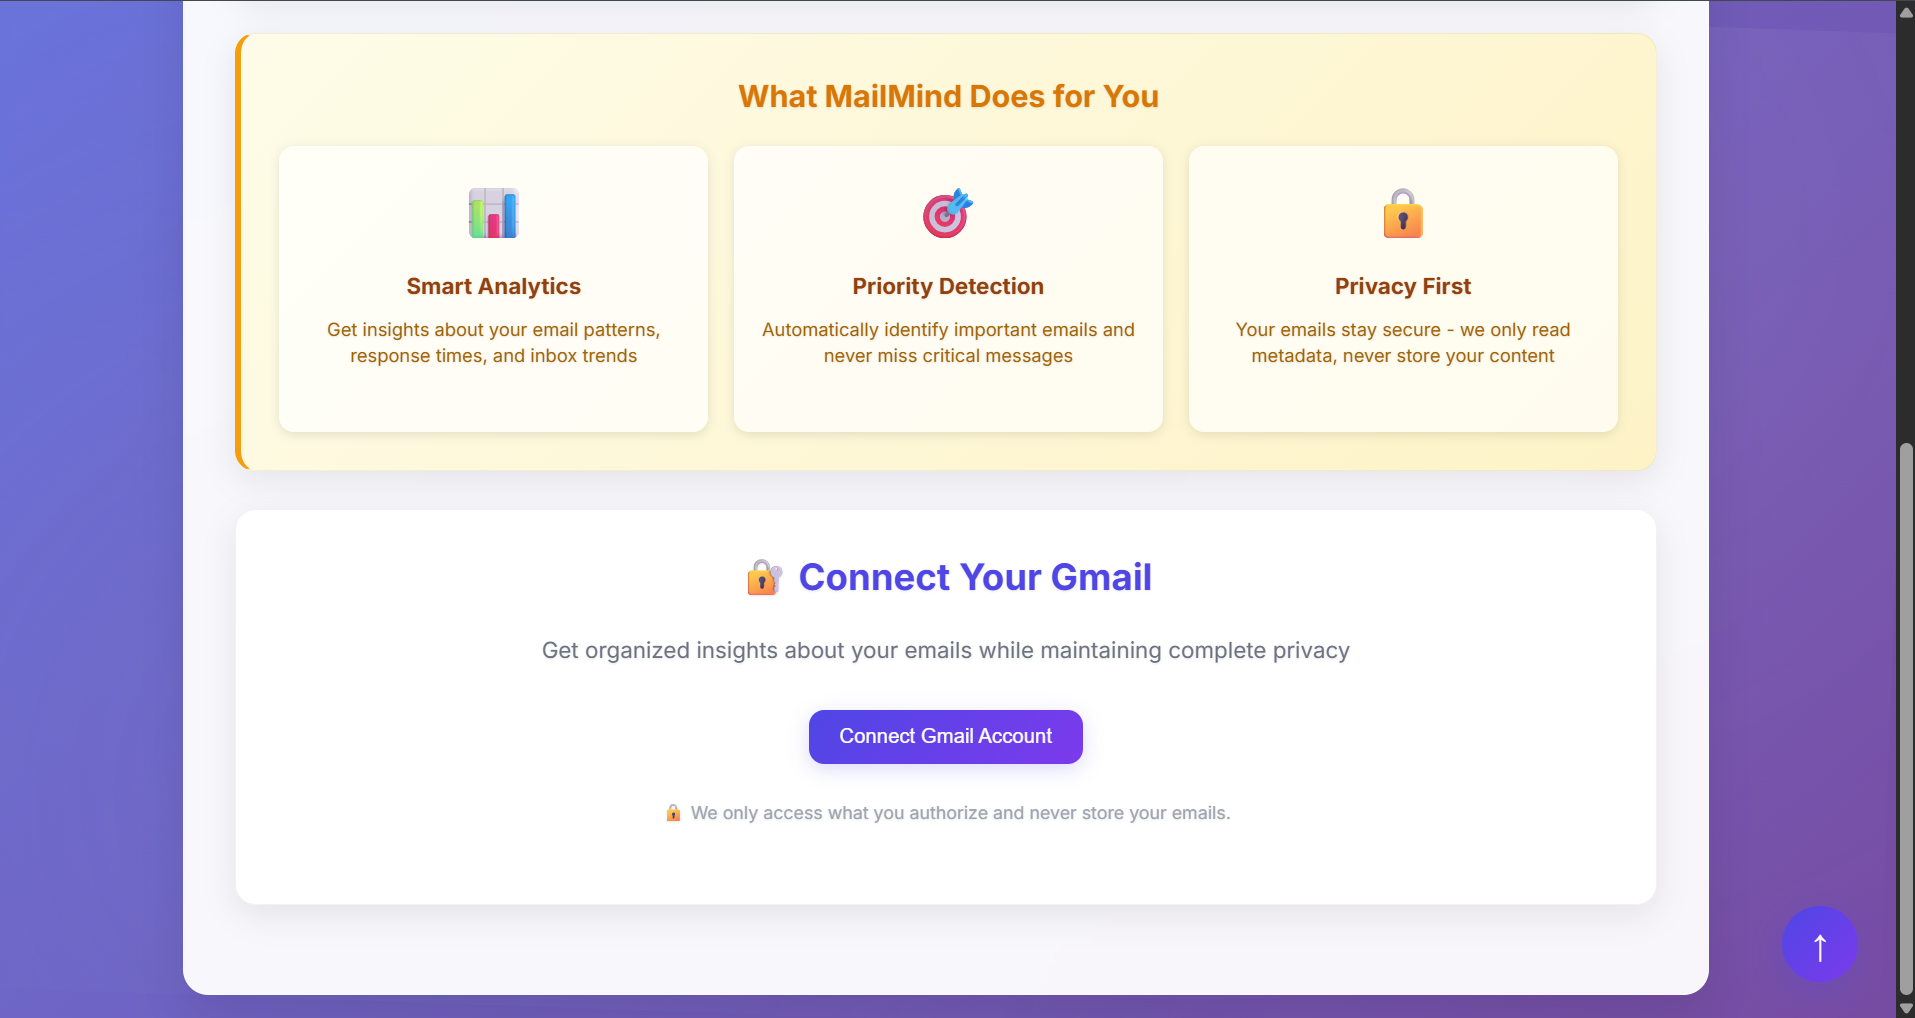 What MailMind Does for You
Smart Analytics
Get insights about your email patterns,
response times, and inbox trends
Priority Detection
Automatically identify important emails and
never miss critical messages
Privacy First
Your emails stay secure - we only read
metadata, never store your content
Connect Your Gmail
Get organized insights about your emails while maintaining complete privacy
Connect Gmail Account
We only access what you authorize and never store your emails.
↑